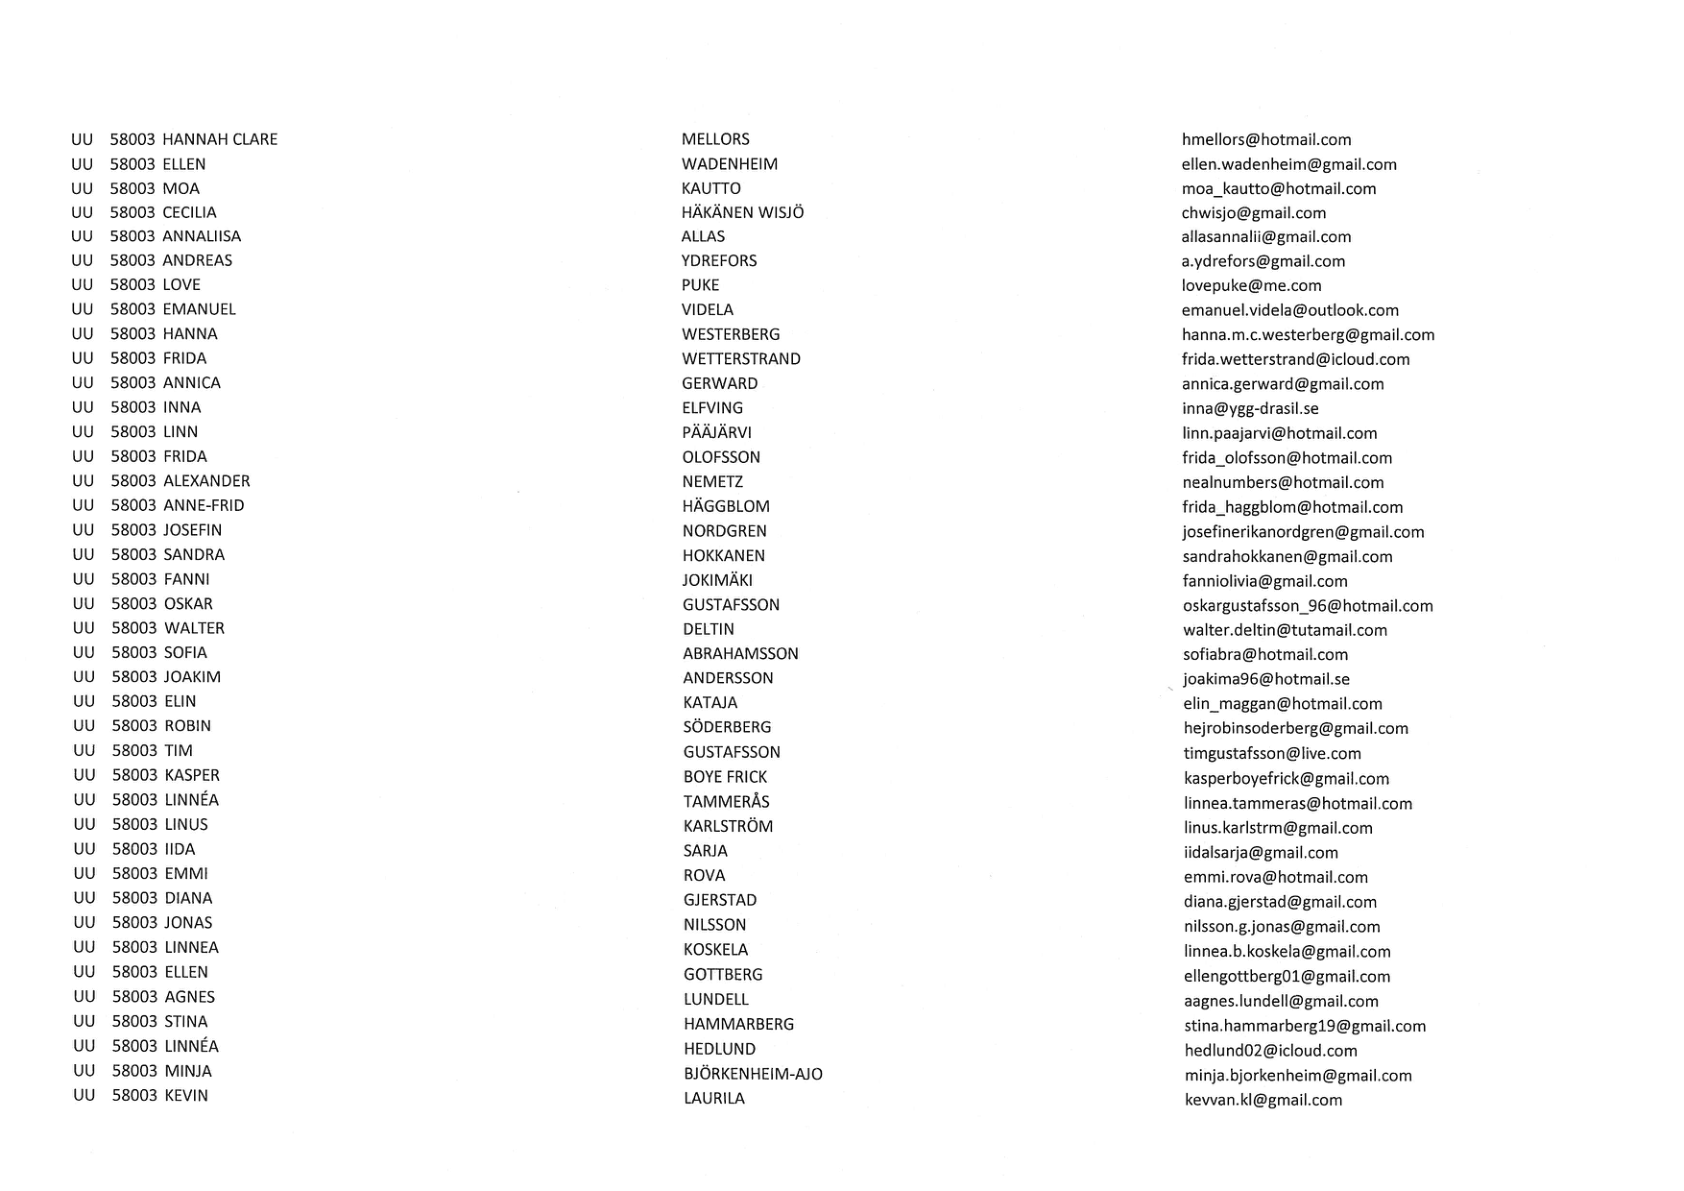 UU 58003 HANNAH CLARE MELLORS hmellors@hotmail.com
UU 58003 ELLEN WADENHEIM ellen.wadenheim@gmail.com
UU 58003 MOA KAUTTO moa_kautto@hotmail.com
UU 58003 CECILIA HÄKÄNEN WISJÖ chwisjo@gmail.com
UU 58003 ANNALIISA ALLAS allasannalii@gmail.com
UU 58003 ANDREAS YDREFORS a.ydrefors@gmail.com
UU 58003 LOVE PUKE lovepuke@me.com
UU 58003 EMANUEL VIDELA emanuel.videla@outlook.com
UU 58003 HANNA WESTERBERG hanna.m.c.westerberg@gmail.com
UU 58003 FRIDA WETTERSTRAND frida.wetterstrand@icloud.com
UU 58003 ANNICA GERWARD annica.gerward@gmail.com
UU 58003 INNA ELFVING inna@ygg-drasil.se
UU 58003 LINN PÄÄJÄRVI linn.paajarvi@hotmail.com
UU 58003 FRIDA OLOFSSON frida_olofsson@hotmail.com
UU 58003 ALEXANDER NEMETZ nealnumbers@hotmail.com
UU 58003 ANNE-FRID HÄGGBLOM frida_haggblom@hotmail.com
UU 58003 JOSEFIN NORDGREN josefinerikanordgren@gmail.com
UU 58003 SANDRA HOKKANEN sandrahokkanen@gmail.com
UU 58003 FANNI JOKIMÄKI fanniolivia@gmail.com
UU 58003 OSKAR GUSTAFSSON oskargustafsson_96@hotmail.com
UU 58003 WALTER DELTIN walter.deltin@tutamail.com
UU 58003 SOFIA ABRAHAMSSON sofiabra@hotmail.com
UU 58003 JOAKIM ANDERSSON joakima96@hotmail.se
UU 58003 ELIN KATAJA elin_maggan@hotmail.com
UU 58003 ROBIN SÖDERBERG hejrobinsoderberg@gmail.com
UU 58003 TIM GUSTAFSSON timgustafsson@live.com
UU 58003 KASPER BOYE FRICK kasperboyefrick@gmail.com
UU 58003 LINNÉA TAMMERÅS linnea.tammeras@hotmail.com
UU 58003 LINUS KARLSTRÖM linus.karlstrm@gmail.com
UU 58003 IIDA SARJA iidalsarja@gmail.com
UU 58003 EMMI ROVA emmi.rova@hotmail.com
UU 58003 DIANA GJERSTAD diana.gjerstad@gmail.com
UU 58003 JONAS NILSSON nilsson.g.jonas@gmail.com
UU 58003 LINNEA KOSKELA linnea.b.koskela@gmail.com
UU 58003 ELLEN GOTTBERG ellengottberg01@gmail.com
UU 58003 AGNES LUNDELL aagnes.lundell@gmail.com
UU 58003 STINA HAMMARBERG stina.hammarberg19@gmail.com
UU 58003 LINNÉA HEDLUND hedlund02@icloud.com
UU 58003 MINJA BJÖRKENHEIM-AJO minja.bjorkenheim@gmail.com
UU 58003 KEVIN LAURILA kevvan.kl@gmail.com